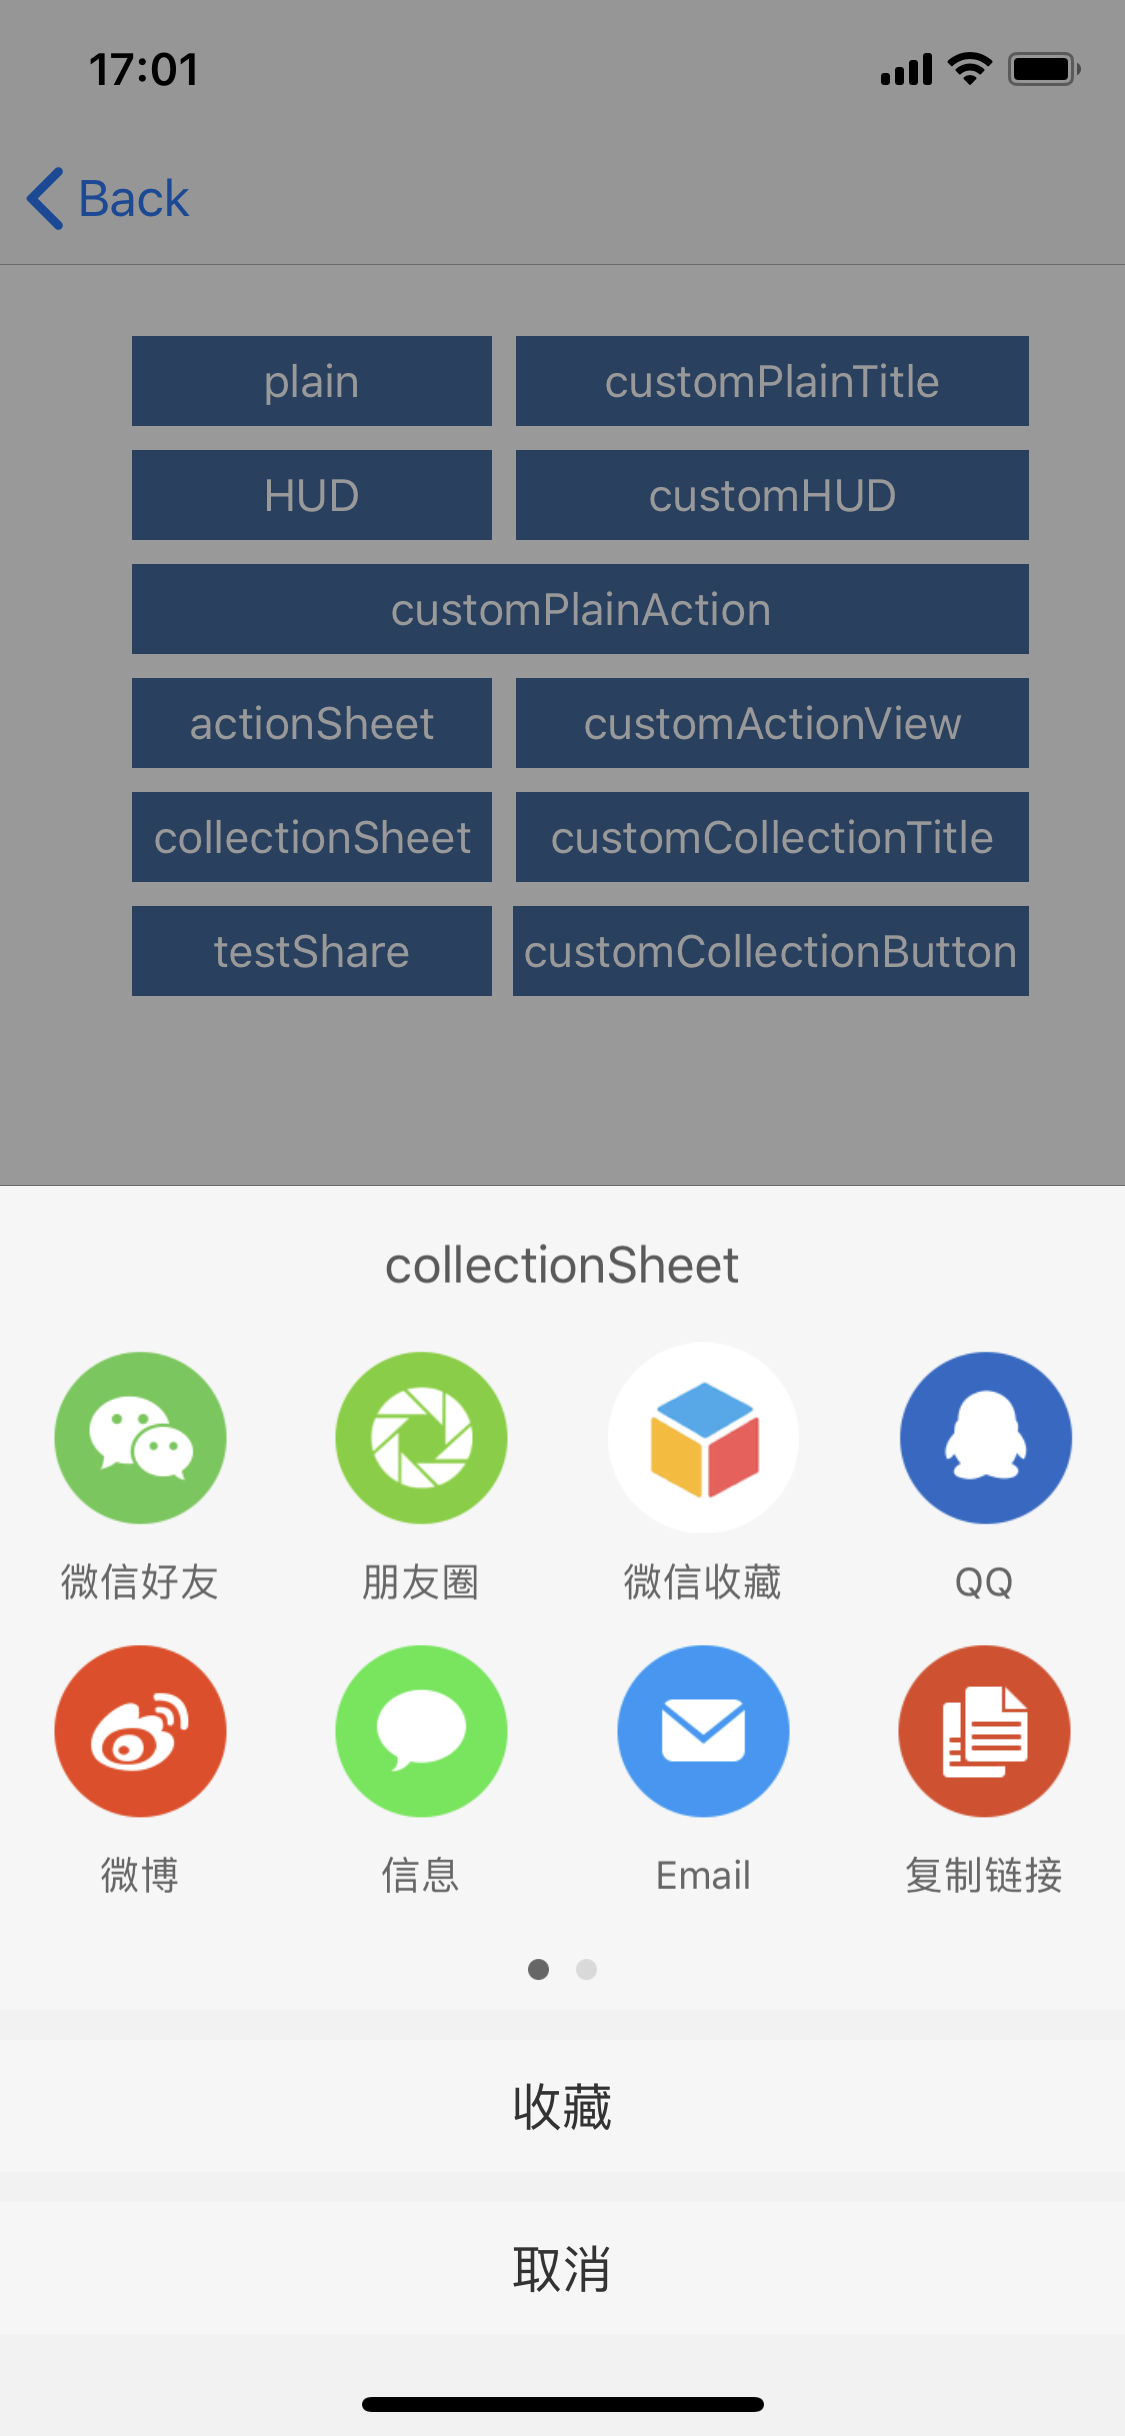 17:01
Back
plain customPlainTitle
HUD customHUD
customPlainAction
actionSheet customActionView
collectionSheet customCollectionTitle
testShare customCollectionButton
collectionSheet
微信好友 朋友圈 微信收藏 QQ
微博 信息 Email 复制链接
收藏
取消